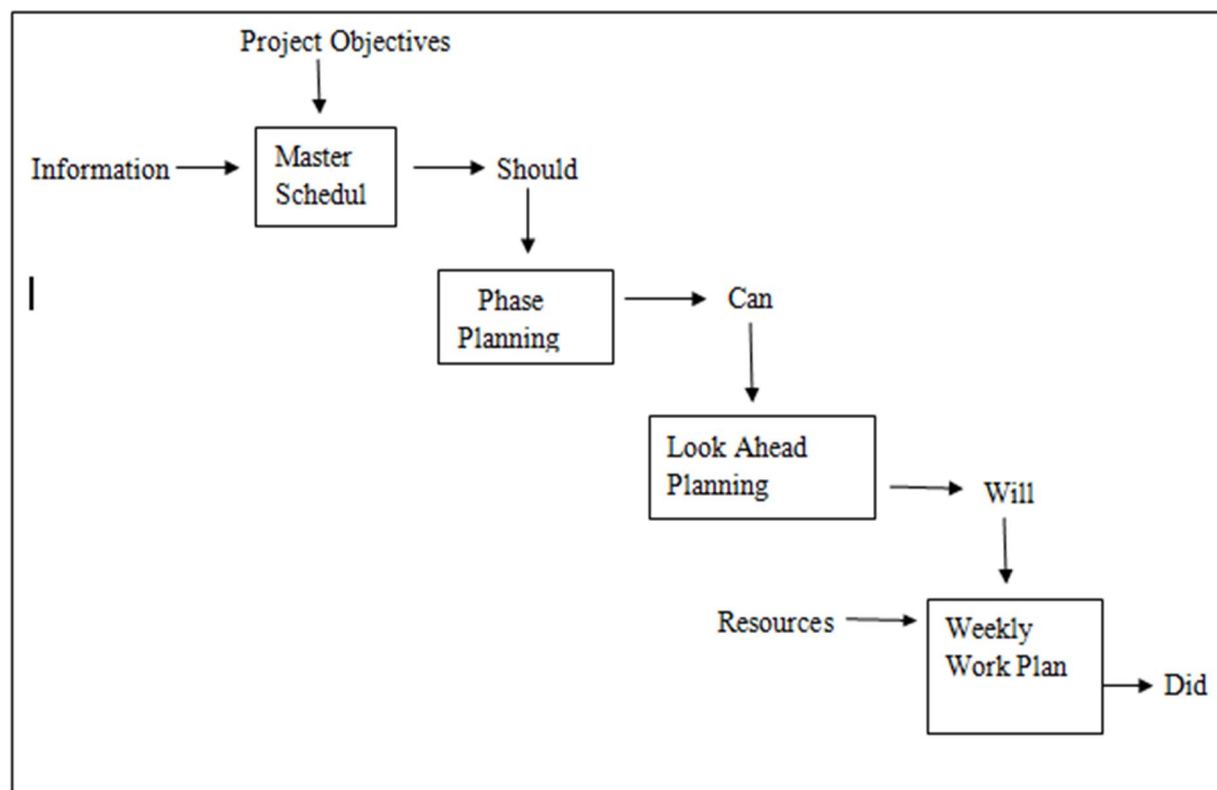 Project Objectives
Information
Master
Schedul
Should
Phase
Planning
Can
Look Ahead
Planning
Will
Resources
Weekly
Work Plan
Did